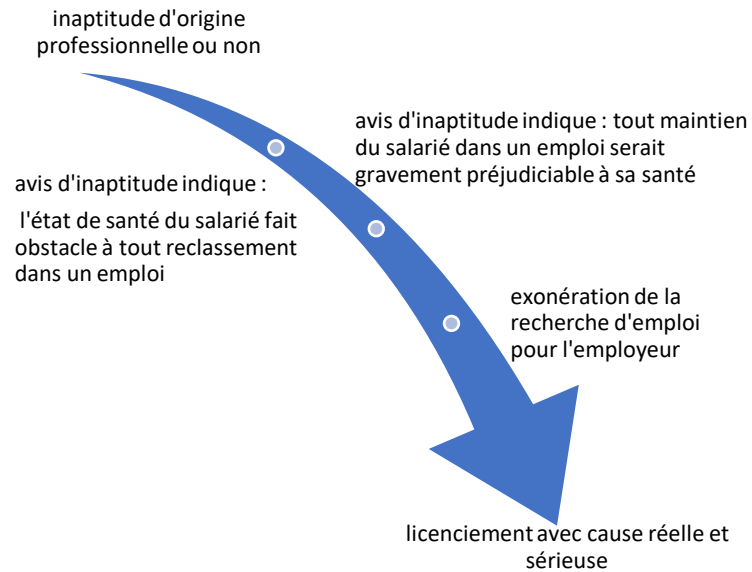 inaptitude d'origine
professionnelle ou non
avis d'inaptitude indique : tout maintien
du salarié dans un emploi serait
gravement préjudiciable à sa santé
avis d'inaptitude indique :
l'état de santé du salarié fait
obstacle à tout reclassement
dans un emploi
exonération de la
recherche d'emploi
pour l'employeur
licenciement avec cause réelle et
sérieuse